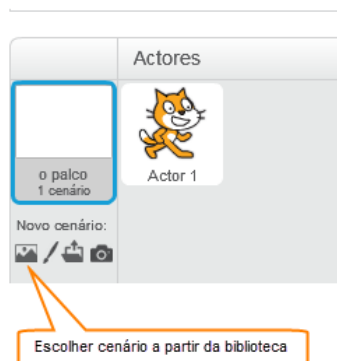 Actores
o palco
1 cenário
Actor 1
Novo cenário:
Escolher cenário a partir da biblioteca